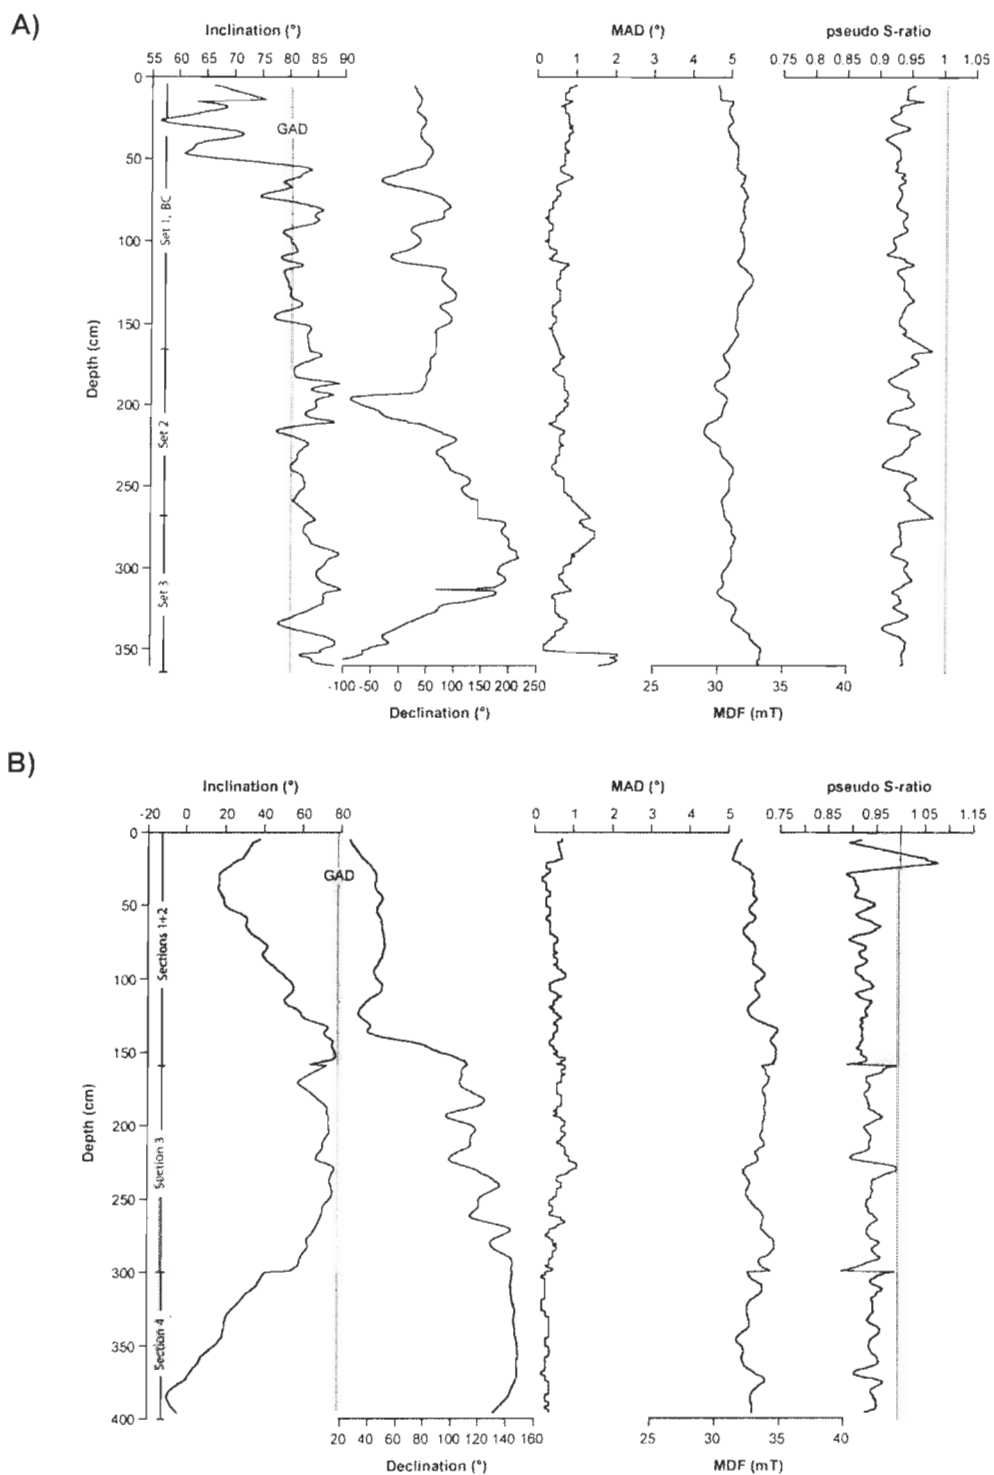 A)
Inclination (°) MAD (°) pseudo S-ratio
55 60 65 70 75 80 85 90 0 1 2 3 4 5 0.75 0.8 0.85 0.9 0.95 1 1.05
0
GAD
50
Set 1, BC
100
150
Depth (cm)
200
Set 2
250
300
Set 3
350
-100 -50 0 50 100 150 200 250 25 30 35 40
Declination (°) MDF (mT)
B)
Inclination (°) MAD (°) pseudo S-ratio
-20 0 20 40 60 80 0 1 2 3 4 5 0.75 0.85 0.95 1.05 1.15
0
GAD
50
Sections 1+2
100
150
Depth (cm)
200
Section 3
250
300
Section 4
350
400
20 40 60 80 100 120 140 160 25 30 35 40
Declination (°) MDF (mT)